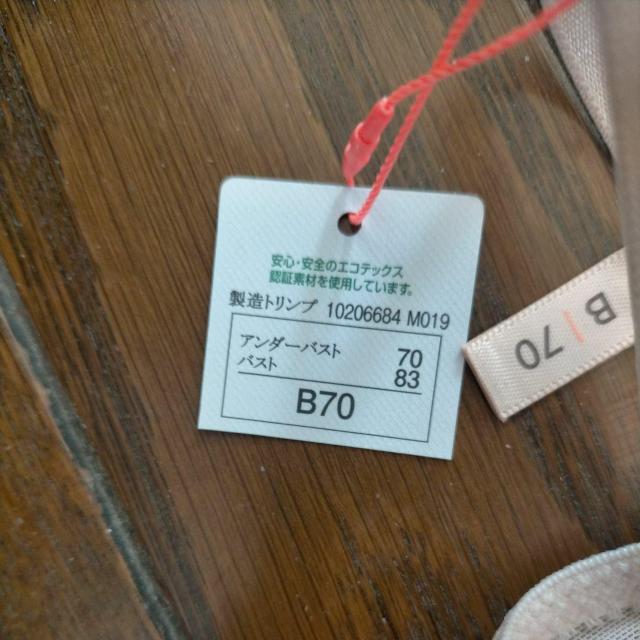 安心・安全のエコテックス
認証素材を使用しています。
製造トリンプ 10206684 M019
アンダーバスト 70
バスト 83
B70
B|70